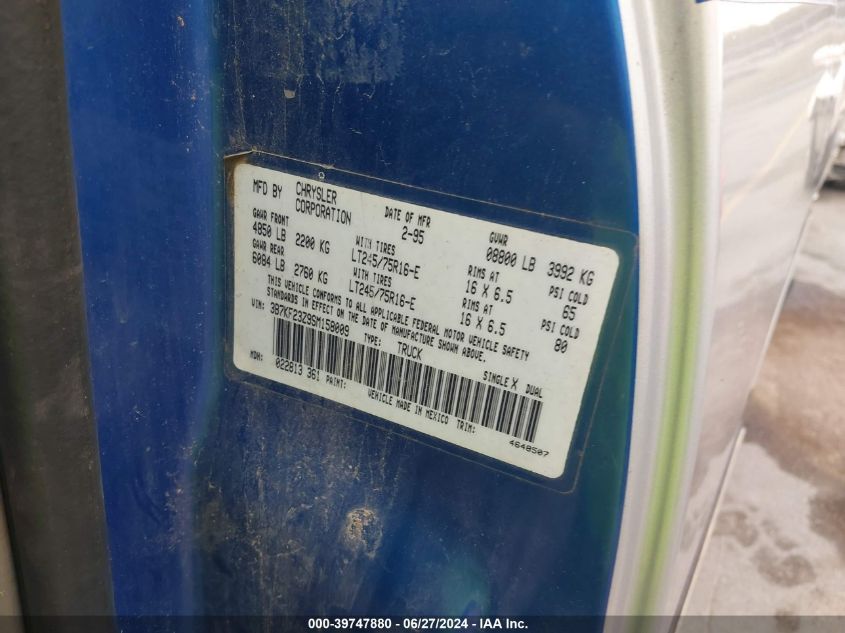 MFD BY CHRYSLER CORPORATION DATE OF MFR 2-95 GVWR 08800 LB 3992 KG
GAWR FRONT WITH TIRES RIMS AT PSI COLD
4850 LB 2200 KG LT245/75R16-E 16 X 6.5 65
GAWR REAR WITH TIRES RIMS AT PSI COLD
6084 LB 2760 KG LT245/75R16-E 16 X 6.5 80
THIS VEHICLE CONFORMS TO ALL APPLICABLE FEDERAL MOTOR VEHICLE SAFETY
STANDARDS IN EFFECT ON THE DATE OF MANUFACTURE SHOWN ABOVE.
VIN: 3B7KF23Z9SM158009 TYPE: TRUCK SINGLE X DUAL
MDH: 022813 361 PAINT: VEHICLE MADE IN MEXICO TRIM: 4648507
000-39747880 - 06/27/2024 - IAA Inc.